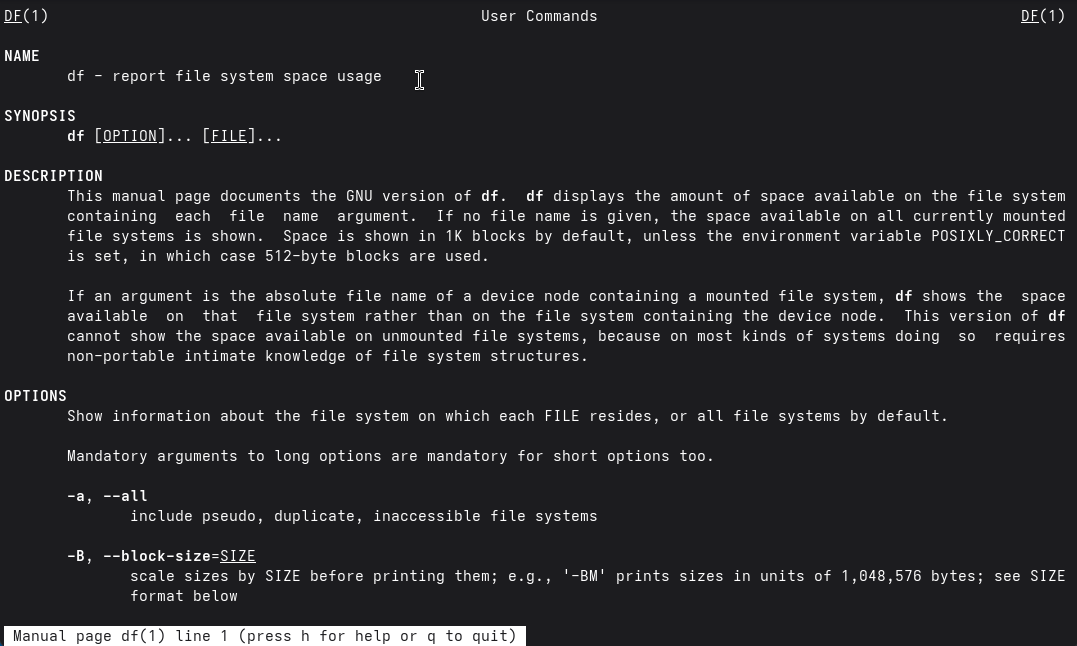 DF(1) User Commands DF(1)
NAME
df - report file system space usage
SYNOPSIS
df [OPTION]... [FILE]...
DESCRIPTION
This manual page documents the GNU version of df.  df displays the amount of space available on the file system
containing  each  file  name  argument.  If no file name is given, the space available on all currently mounted
file systems is shown.  Space is shown in 1K blocks by default, unless the environment variable POSIXLY_CORRECT
is set, in which case 512-byte blocks are used.
If an argument is the absolute file name of a device node containing a mounted file system, df shows the  space
available  on  that  file system rather than on the file system containing the device node.  This version of df
cannot show the space available on unmounted file systems, because on most kinds of systems doing  so  requires
non-portable intimate knowledge of file system structures.
OPTIONS
Show information about the file system on which each FILE resides, or all file systems by default.
Mandatory arguments to long options are mandatory for short options too.
-a, --all
include pseudo, duplicate, inaccessible file systems
-B, --block-size=SIZE
scale sizes by SIZE before printing them; e.g., '-BM' prints sizes in units of 1,048,576 bytes; see SIZE
format below
Manual page df(1) line 1 (press h for help or q to quit)